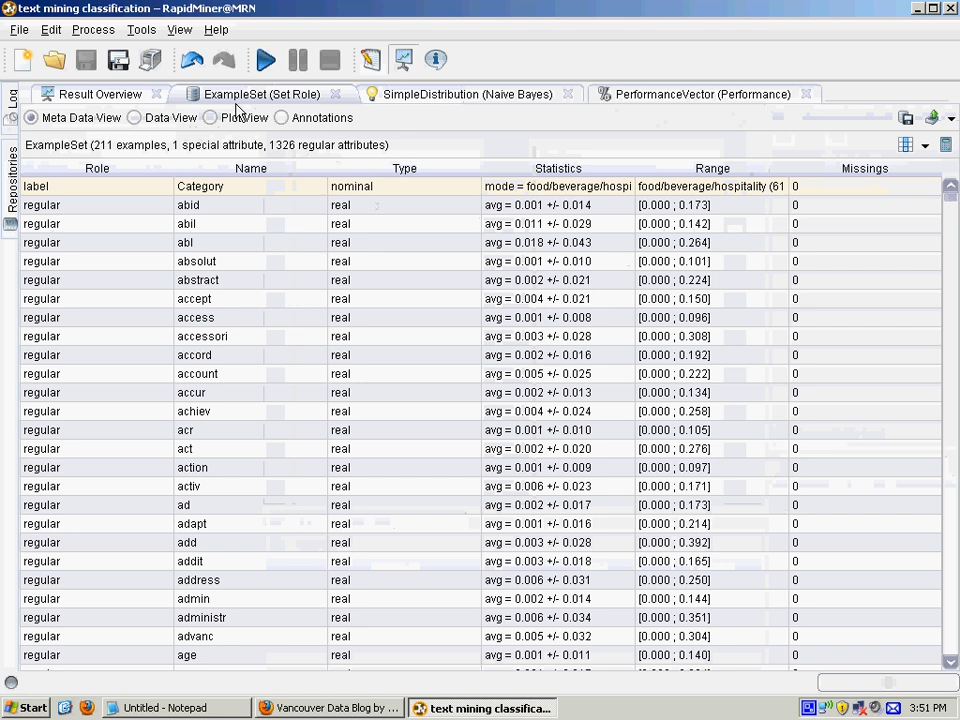 text mining classification – RapidMiner@MRN
File Edit Process Tools View Help
Log
Repositories
Result Overview ExampleSet (Set Role) SimpleDistribution (Naive Bayes) PerformanceVector (Performance)
Meta Data View Data View Plot View Annotations
ExampleSet (211 examples, 1 special attribute, 1326 regular attributes)
Role Name Type Statistics Range Missings
label Category nominal mode = food/beverage/hospi food/beverage/hospitality (61 0
regular abid real avg = 0.001 +/- 0.014 [0.000 ; 0.173] 0
regular abil real avg = 0.011 +/- 0.029 [0.000 ; 0.142] 0
regular abl real avg = 0.018 +/- 0.043 [0.000 ; 0.264] 0
regular absolut real avg = 0.001 +/- 0.010 [0.000 ; 0.101] 0
regular abstract real avg = 0.002 +/- 0.021 [0.000 ; 0.224] 0
regular accept real avg = 0.004 +/- 0.021 [0.000 ; 0.150] 0
regular access real avg = 0.001 +/- 0.008 [0.000 ; 0.096] 0
regular accessori real avg = 0.003 +/- 0.028 [0.000 ; 0.308] 0
regular accord real avg = 0.002 +/- 0.016 [0.000 ; 0.192] 0
regular account real avg = 0.005 +/- 0.025 [0.000 ; 0.222] 0
regular accur real avg = 0.002 +/- 0.013 [0.000 ; 0.134] 0
regular achiev real avg = 0.004 +/- 0.024 [0.000 ; 0.258] 0
regular acr real avg = 0.001 +/- 0.010 [0.000 ; 0.105] 0
regular act real avg = 0.002 +/- 0.020 [0.000 ; 0.276] 0
regular action real avg = 0.001 +/- 0.009 [0.000 ; 0.097] 0
regular activ real avg = 0.006 +/- 0.023 [0.000 ; 0.171] 0
regular ad real avg = 0.002 +/- 0.017 [0.000 ; 0.173] 0
regular adapt real avg = 0.001 +/- 0.016 [0.000 ; 0.214] 0
regular add real avg = 0.003 +/- 0.028 [0.000 ; 0.392] 0
regular addit real avg = 0.003 +/- 0.018 [0.000 ; 0.165] 0
regular address real avg = 0.006 +/- 0.031 [0.000 ; 0.250] 0
regular admin real avg = 0.002 +/- 0.014 [0.000 ; 0.144] 0
regular administr real avg = 0.006 +/- 0.034 [0.000 ; 0.351] 0
regular advanc real avg = 0.005 +/- 0.032 [0.000 ; 0.304] 0
regular age real avg = 0.001 +/- 0.011 [0.000 ; 0.140] 0
Start Untitled - Notepad Vancouver Data Blog by ... text mining classifica... 3:51 PM